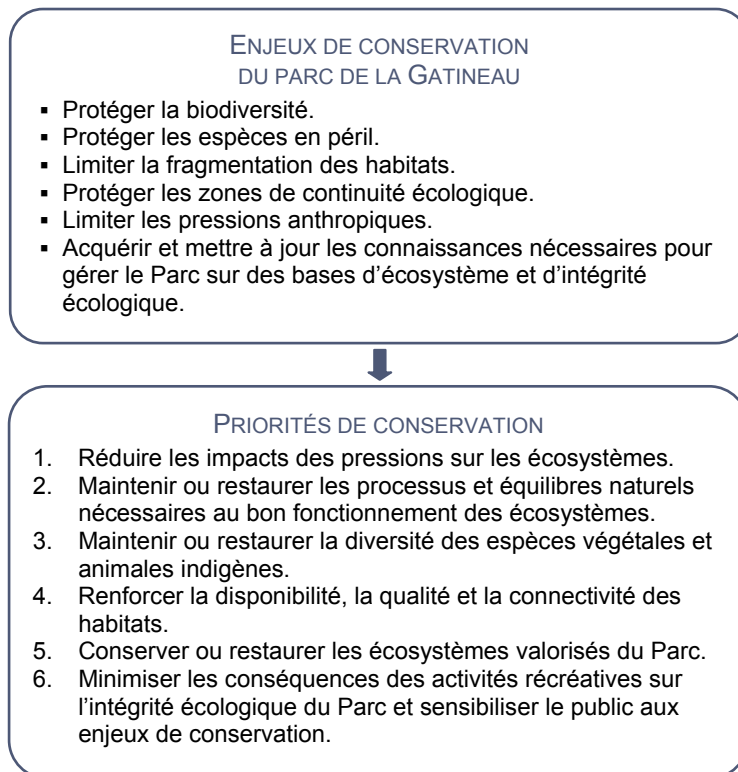 ENJEUX DE CONSERVATION
DU PARC DE LA GATINEAU
▪ Protéger la biodiversité.
▪ Protéger les espèces en péril.
▪ Limiter la fragmentation des habitats.
▪ Protéger les zones de continuité écologique.
▪ Limiter les pressions anthropiques.
▪ Acquérir et mettre à jour les connaissances nécessaires pour
gérer le Parc sur des bases d’écosystème et d’intégrité
écologique.
PRIORITÉS DE CONSERVATION
1. Réduire les impacts des pressions sur les écosystèmes.
2. Maintenir ou restaurer les processus et équilibres naturels
nécessaires au bon fonctionnement des écosystèmes.
3. Maintenir ou restaurer la diversité des espèces végétales et
animales indigènes.
4. Renforcer la disponibilité, la qualité et la connectivité des
habitats.
5. Conserver ou restaurer les écosystèmes valorisés du Parc.
6. Minimiser les conséquences des activités récréatives sur
l’intégrité écologique du Parc et sensibiliser le public aux
enjeux de conservation.